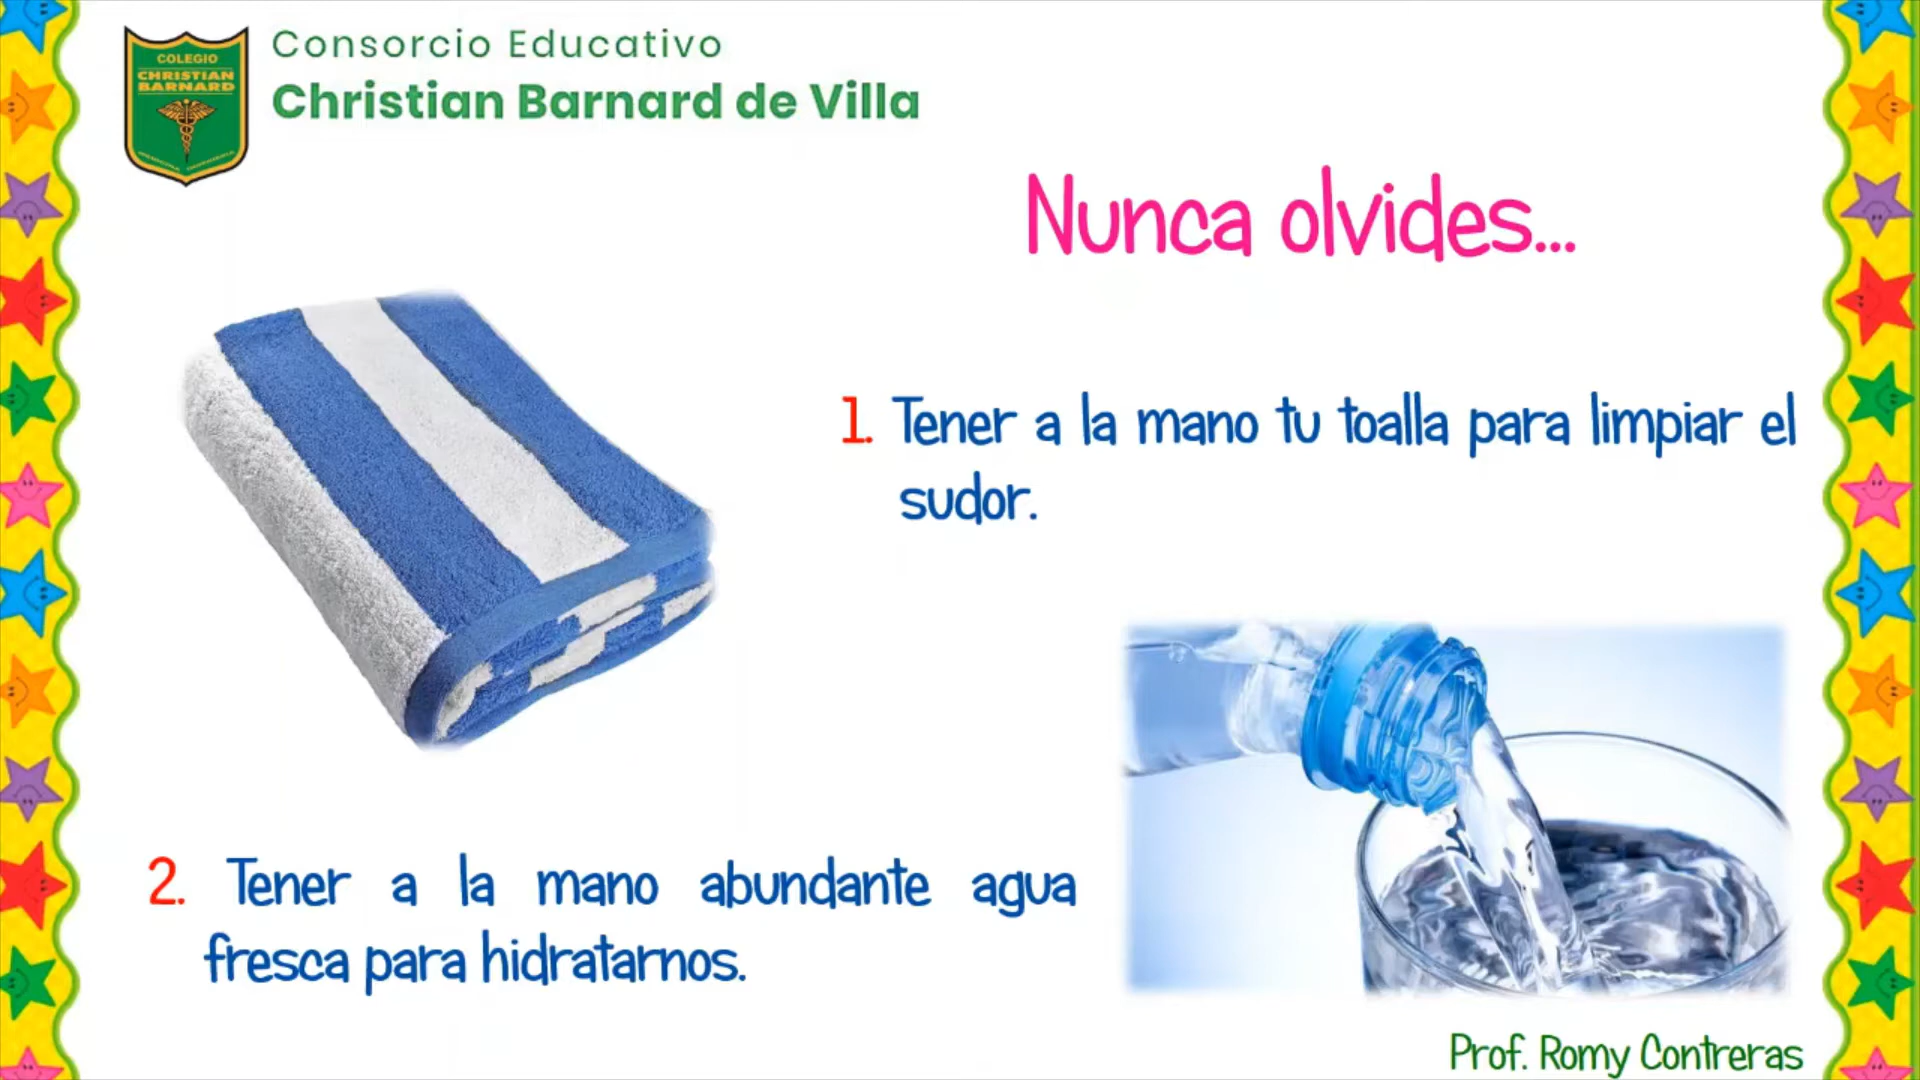 COLEGIO
CHRISTIAN
BARNARD
Consorcio Educativo
Christian Barnard de Villa
Nunca olvides...
1. Tener a la mano tu toalla para limpiar el
sudor.
2. Tener a la mano abundante agua
fresca para hidratarnos.
Prof. Romy Contreras